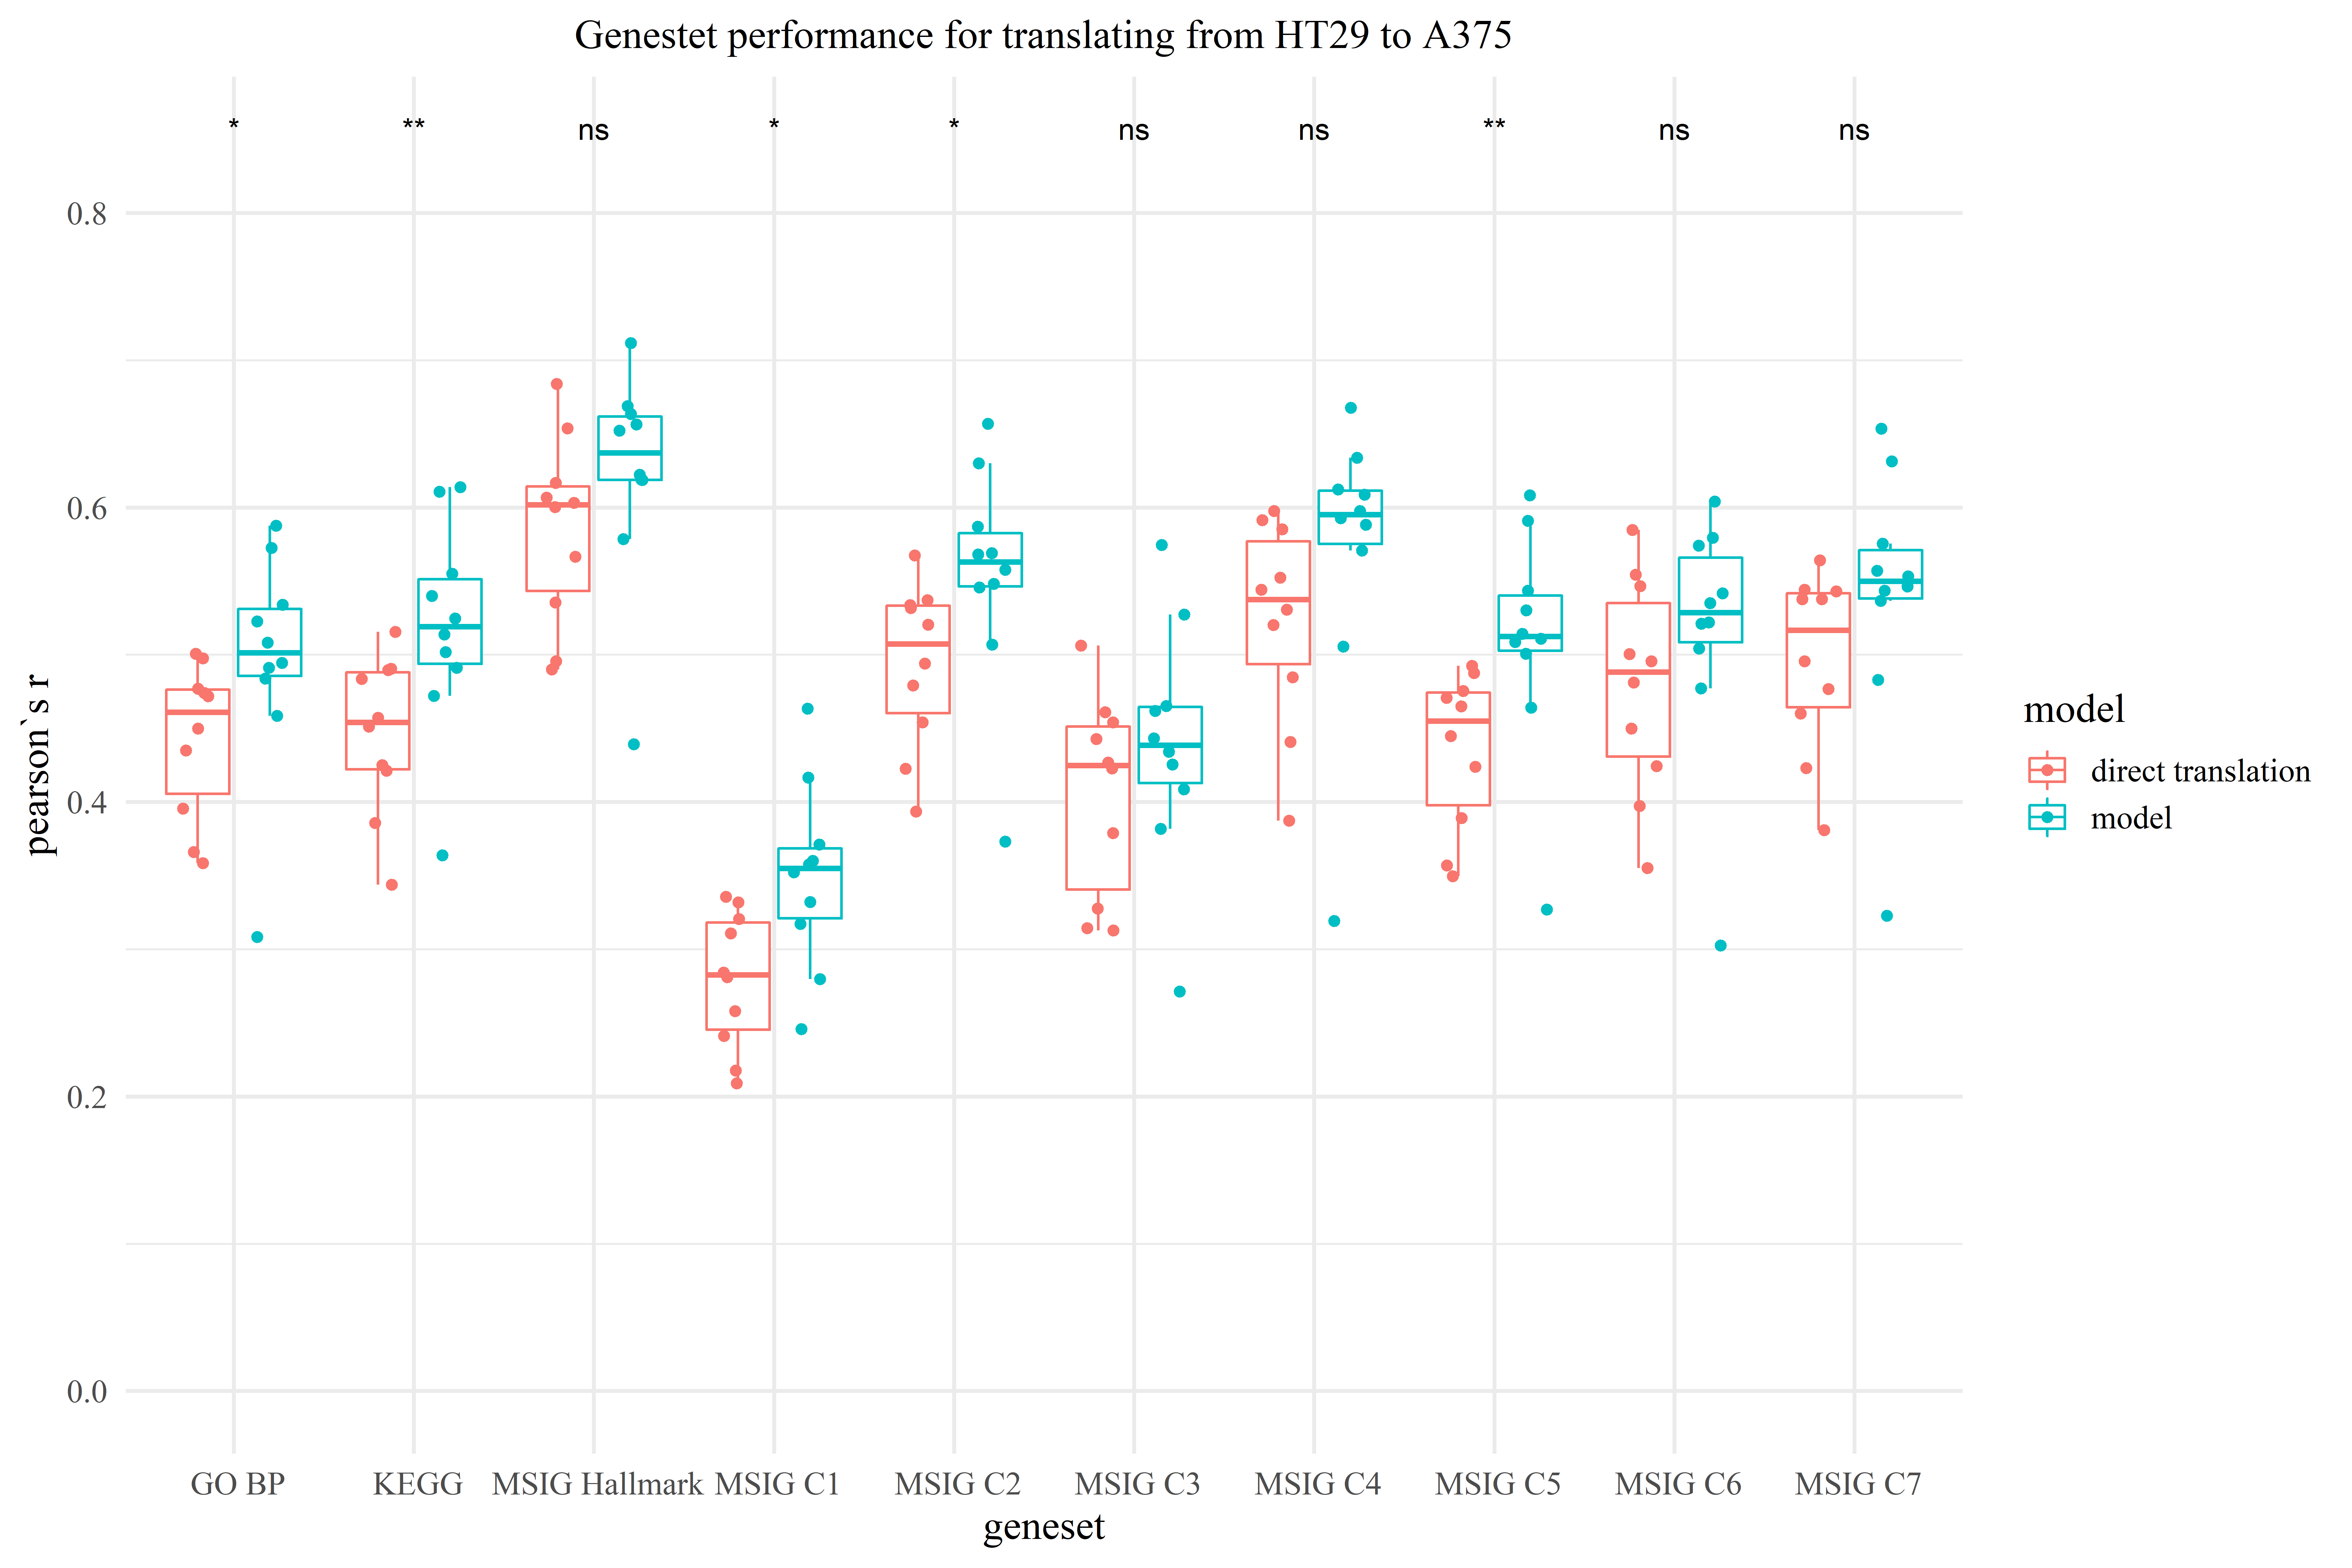 Genestet performance for translating from HT29 to A375
* ** ns * * ns ns ** ns ns
0.8
0.6
0.4
0.2
0.0
pearson`s r
GO BP KEGG MSIG Hallmark MSIG C1 MSIG C2 MSIG C3 MSIG C4 MSIG C5 MSIG C6 MSIG C7
geneset
model
direct translation
model